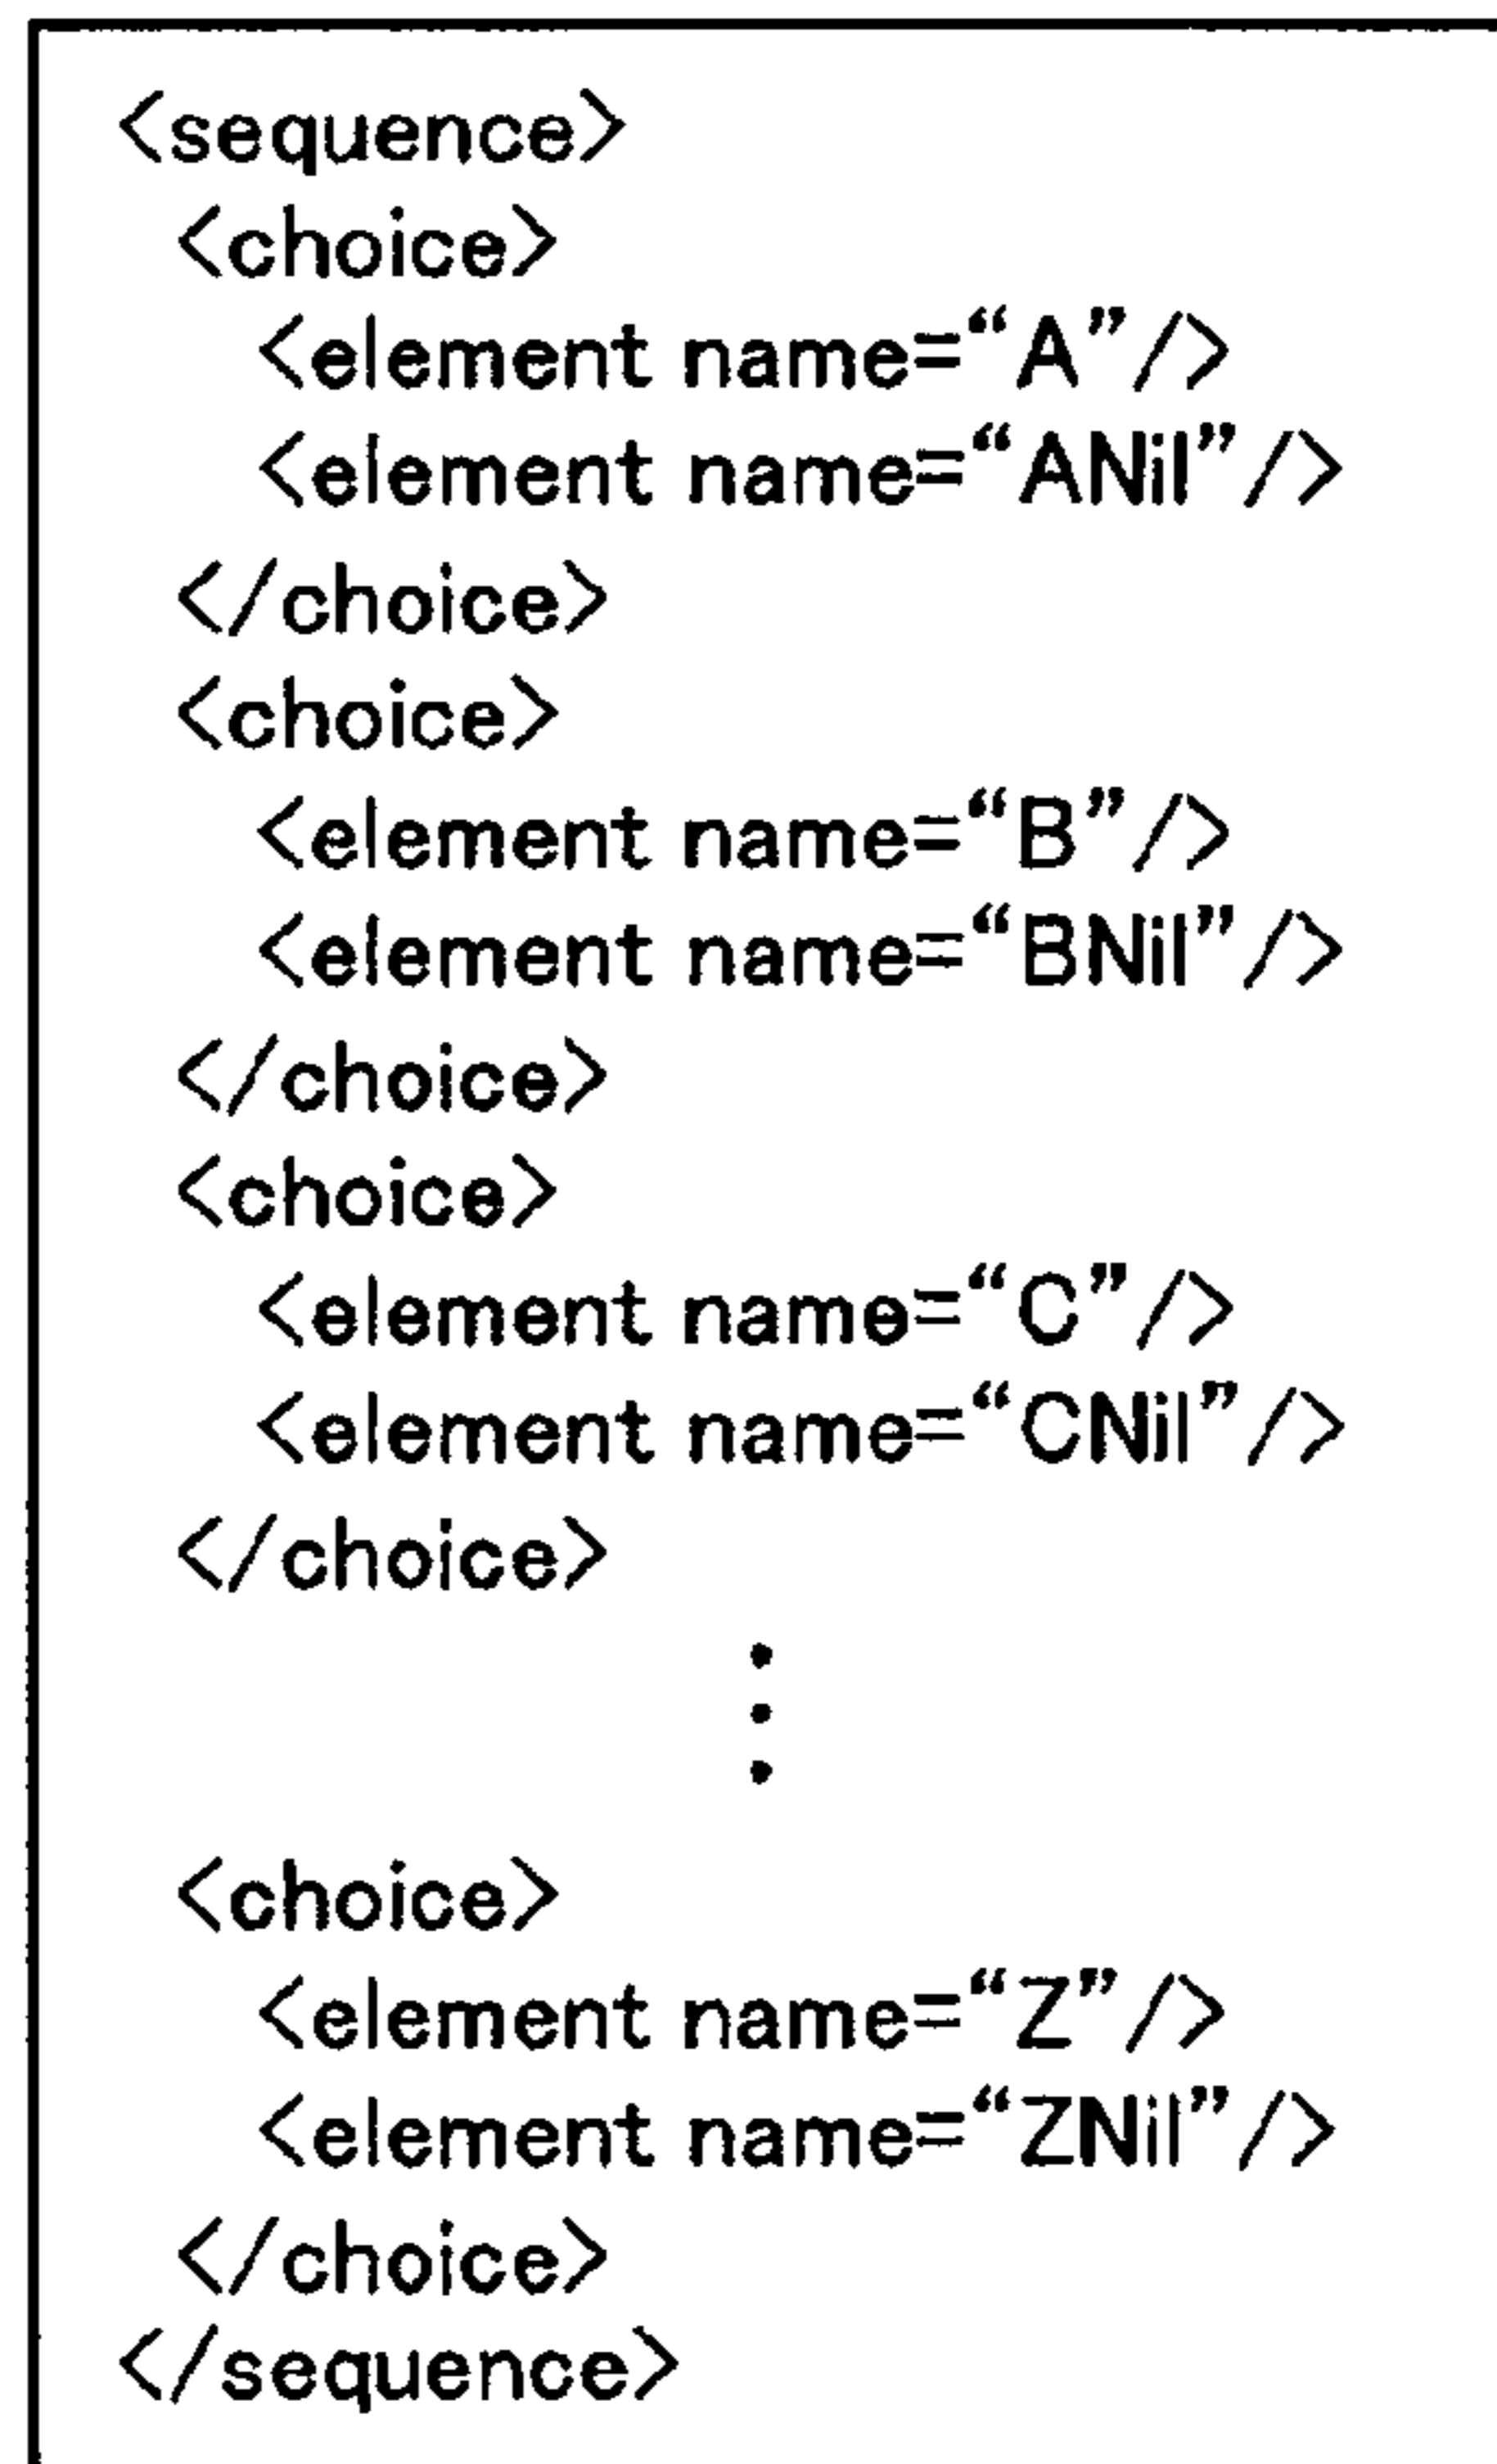 <sequence>
<choice>
<element name=“A”/>
<element name=“ANil”/>
</choice>
<choice>
<element name=“B”/>
<element name=“BNil”/>
</choice>
<choice>
<element name=“C”/>
<element name=“CNil”/>
</choice>
<choice>
<element name=“Z”/>
<element name=“ZNil”/>
</choice>
</sequence>